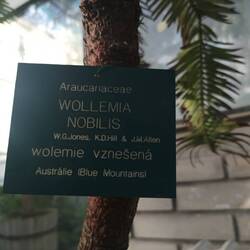 Araucariaceae
WOLLEMIA
NOBILIS
W.G.Jones, K.D.Hill & J.M.Allen
wolemie vznešená
Austrálie (Blue Mountains)